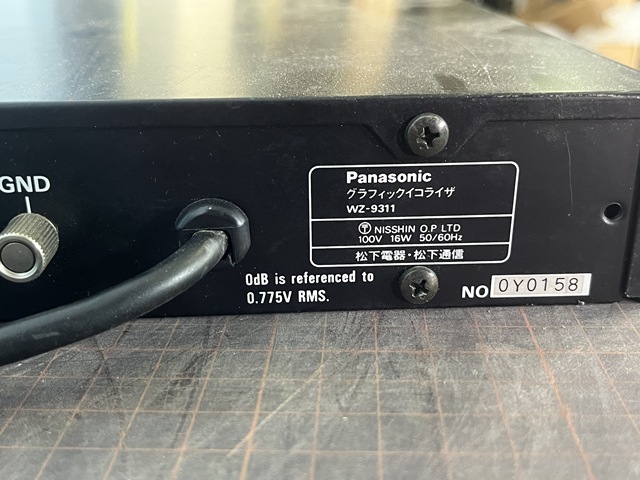 GND
Panasonic
グラフィックイコライザ
WZ-9311
Ⓣ NISSHIN O.P. LTD
100V 16W 50/60Hz
松下電器・松下通信
0dB is referenced to
0.775V RMS.
NO 0Y0158